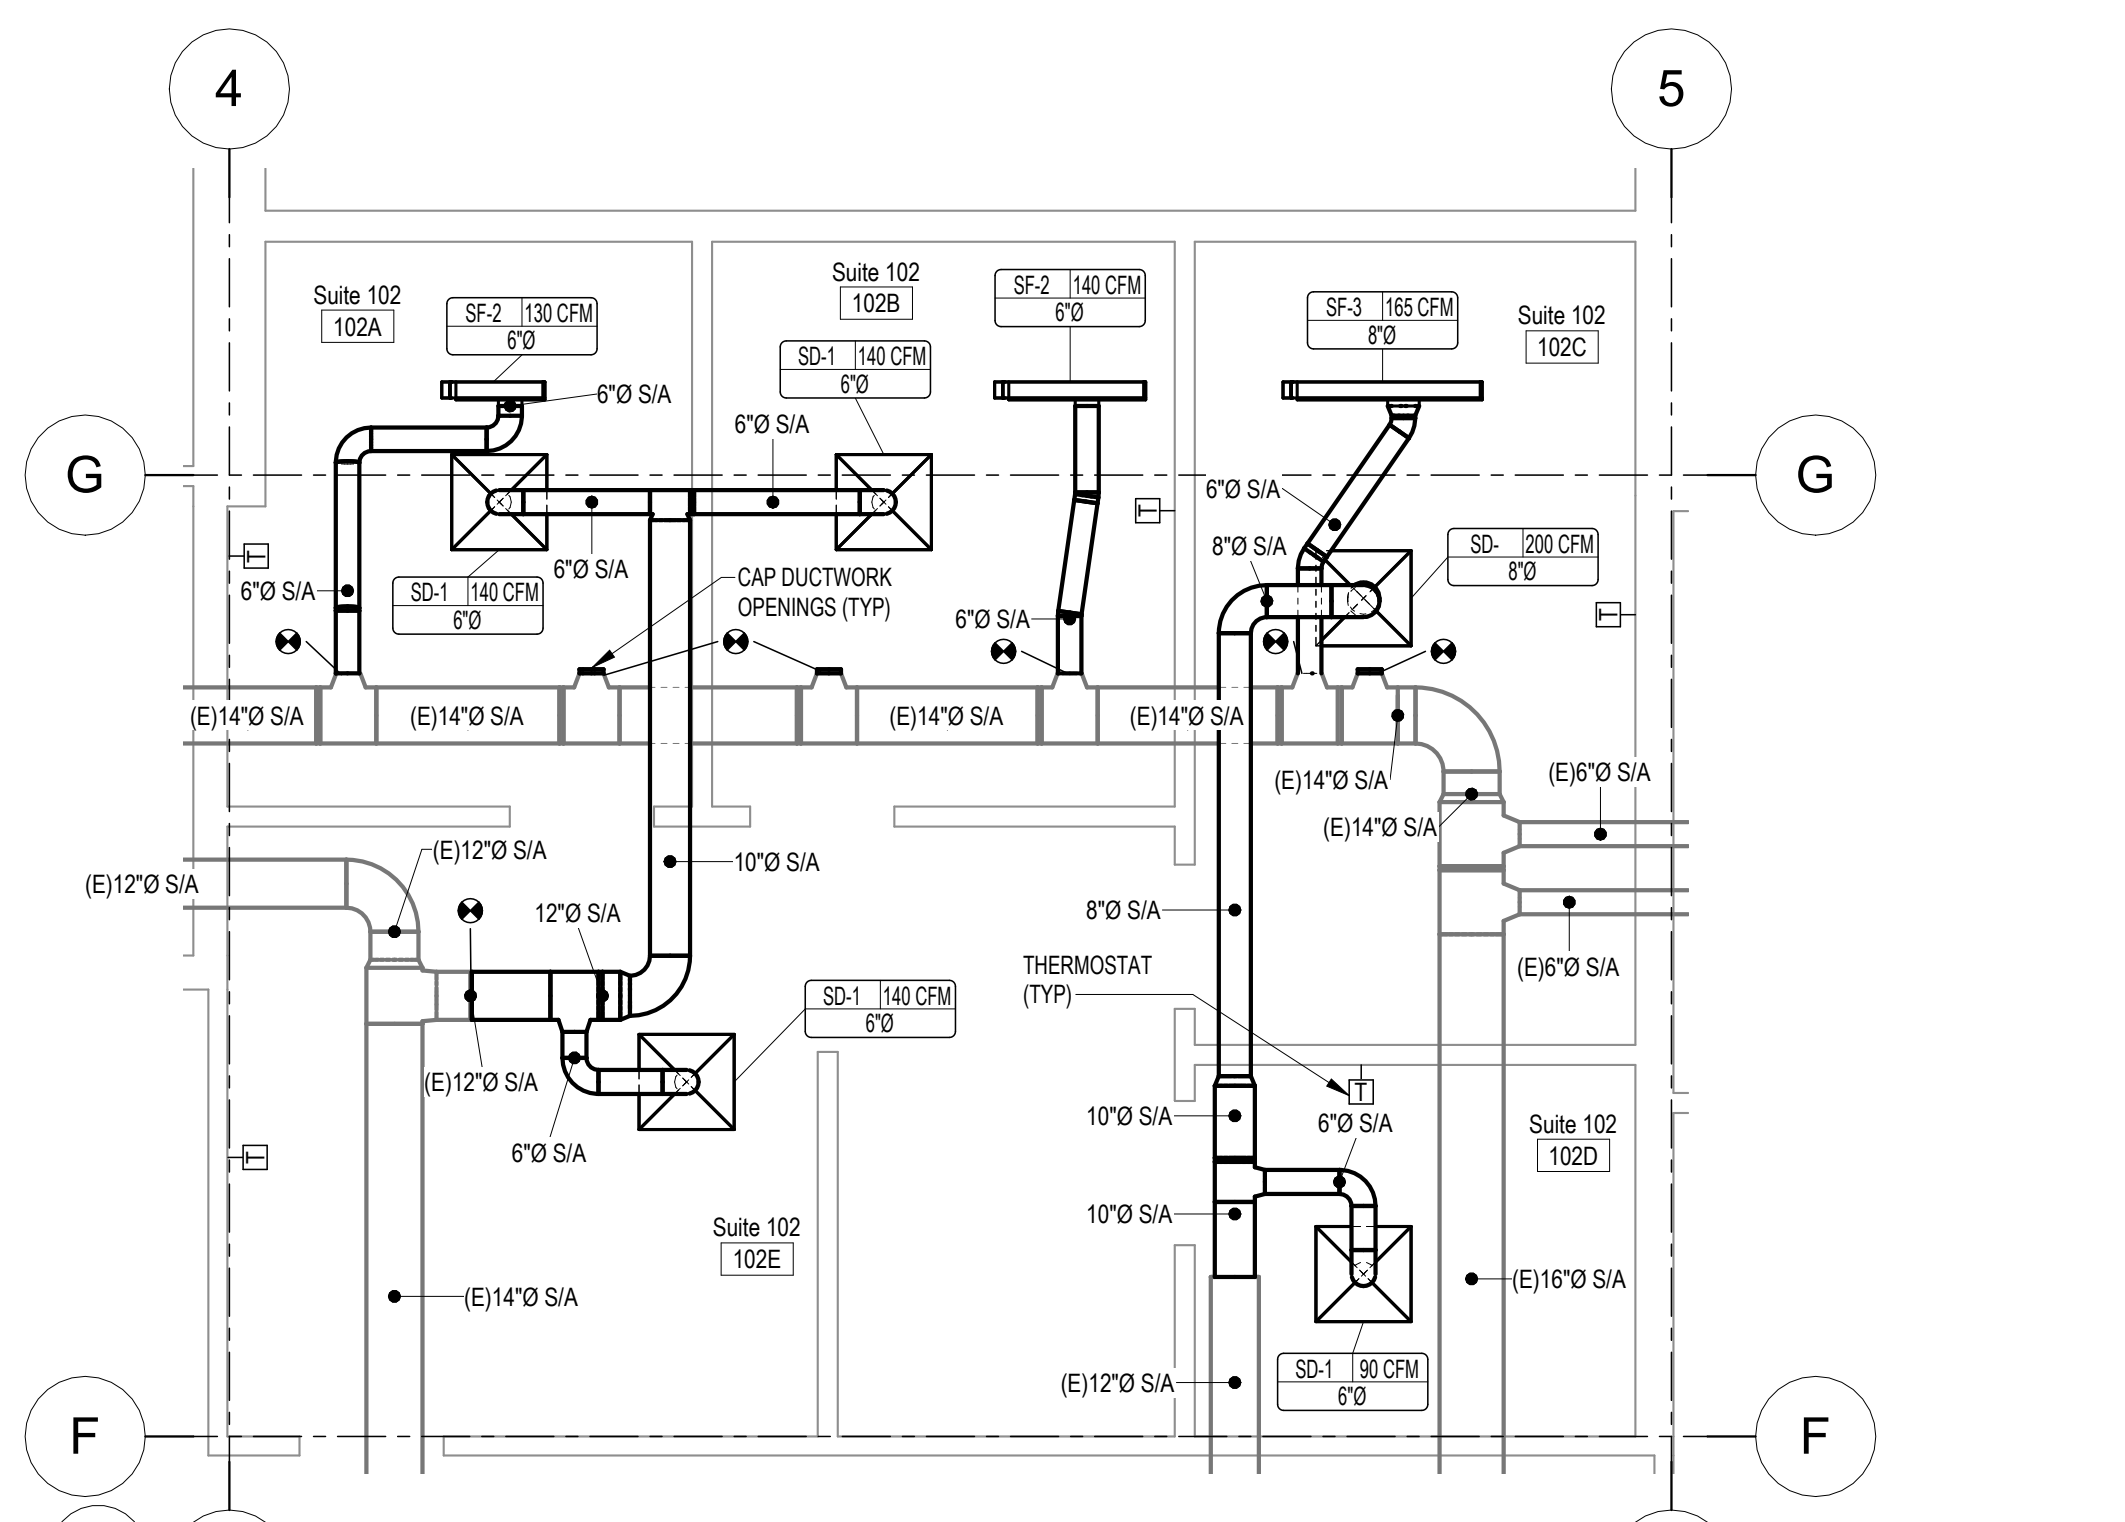 4
5
Suite 102
102A
SF-2 130 CFM
6"Ø
Suite 102
102B
SF-2 140 CFM
6"Ø
SF-3 165 CFM
8"Ø
Suite 102
102C
SD-1 140 CFM
6"Ø
6"Ø S/A
6"Ø S/A
G
G
6"Ø S/A
8"Ø S/A
SD- 200 CFM
8"Ø
T
T
T
6"Ø S/A
6"Ø S/A
SD-1 140 CFM
6"Ø
CAP DUCTWORK
OPENINGS (TYP)
6"Ø S/A
(E)14"Ø S/A
(E)14"Ø S/A
(E)14"Ø S/A
(E)14"Ø S/A
(E)14"Ø S/A
(E)6"Ø S/A
(E)14"Ø S/A
(E)12"Ø S/A
(E)12"Ø S/A
10"Ø S/A
12"Ø S/A
8"Ø S/A
(E)6"Ø S/A
THERMOSTAT
(TYP)
SD-1 140 CFM
6"Ø
(E)12"Ø S/A
T
10"Ø S/A
6"Ø S/A
6"Ø S/A
T
Suite 102
102D
10"Ø S/A
Suite 102
102E
(E)14"Ø S/A
(E)16"Ø S/A
(E)12"Ø S/A
SD-1 90 CFM
6"Ø
F
F